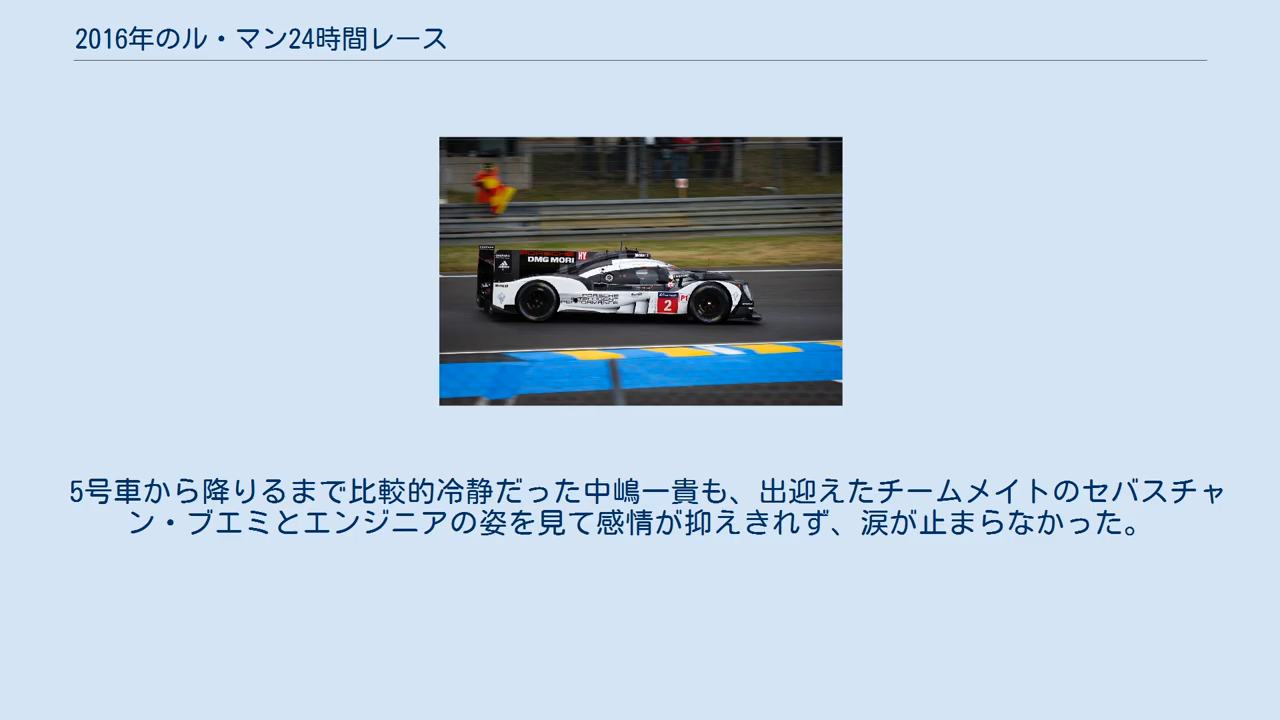 2016年のル・マン24時間レース
DMG MORI
HY
2
5号車から降りるまで比較的冷静だった中嶋一貴も、出迎えたチームメイトのセバスチャ
ン・ブエミとエンジニアの姿を見て感情が抑えきれず、涙が止まらなかった。